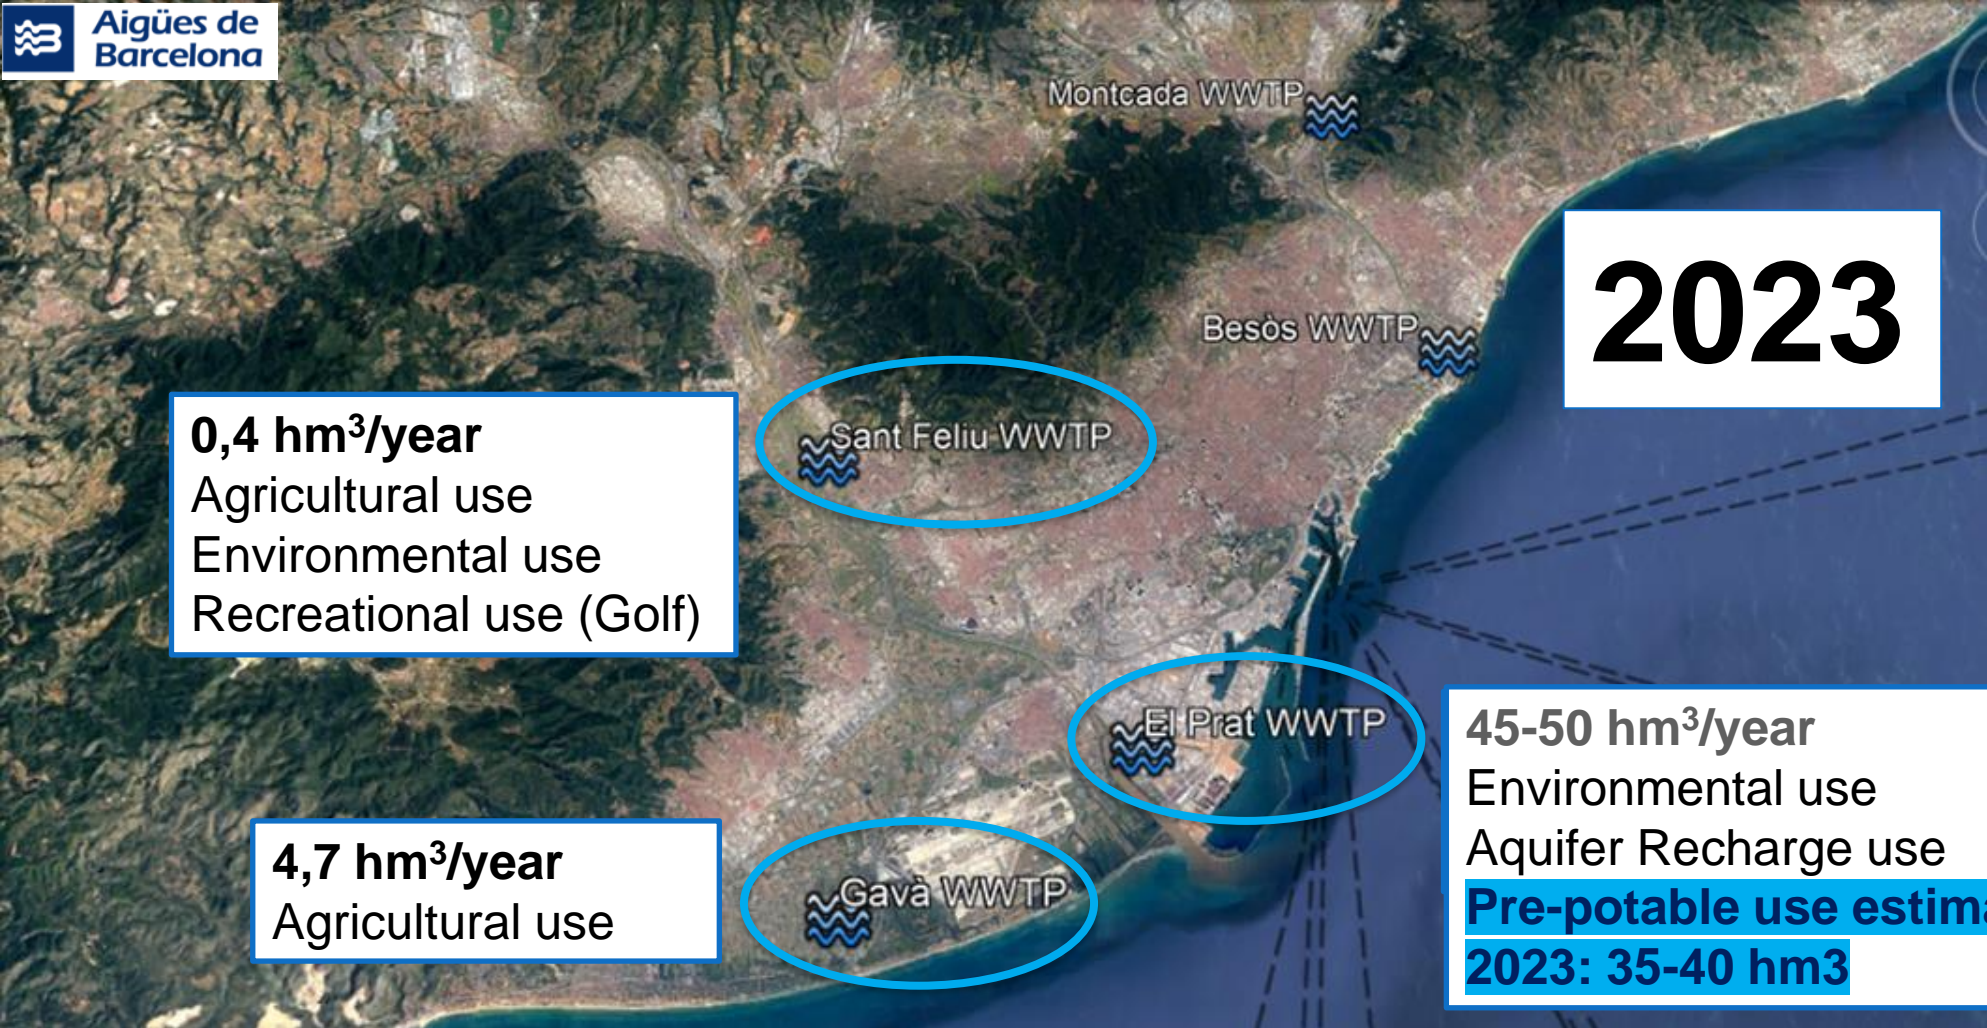 Aigües de
Barcelona
Montcada WWTP
2023
Besòs WWTP
0,4 hm³/year
Agricultural use
Environmental use
Recreational use (Golf)
Sant Feliu WWTP
El Prat WWTP
45-50 hm³/year
Environmental use
Aquifer Recharge use
Pre-potable use
2023: 35-40 hm3
4,7 hm³/year
Agricultural use
Gavà WWTP